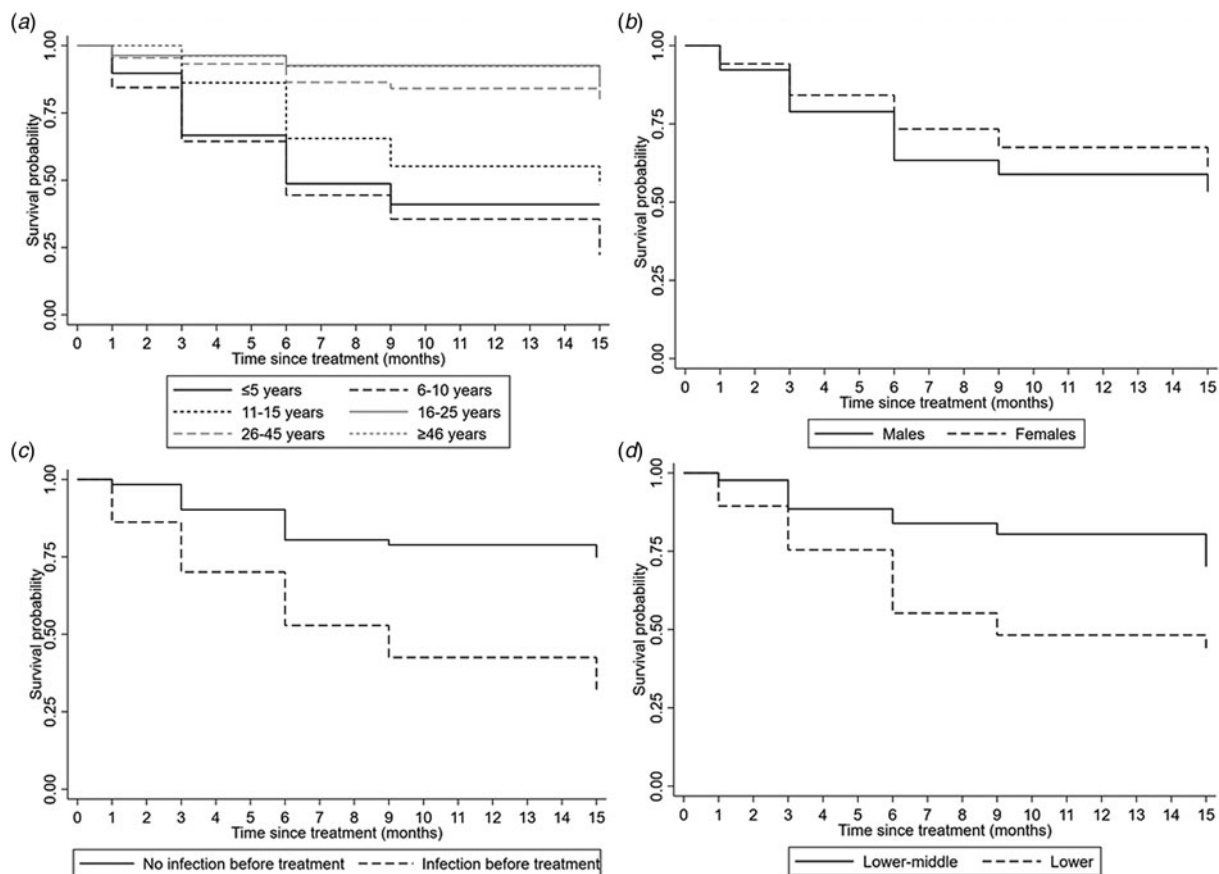 (a)
1.00
0.75
0.50
0.25
0.00
Survival probability
0 1 2 3 4 5 6 7 8 9 10 11 12 13 14 15
Time since treatment (months)
≤5 years 6-10 years
11-15 years 16-25 years
26-45 years ≥46 years
(b)
1.00
0.75
0.50
0.25
0.00
Survival probability
0 1 2 3 4 5 6 7 8 9 10 11 12 13 14 15
Time since treatment (months)
Males Females
(c)
1.00
0.75
0.50
0.25
0.00
Survival probability
0 1 2 3 4 5 6 7 8 9 10 11 12 13 14 15
Time since treatment (months)
No infection before treatment Infection before treatment
(d)
1.00
0.75
0.50
0.25
0.00
Survival probability
0 1 2 3 4 5 6 7 8 9 10 11 12 13 14 15
Time since treatment (months)
Lower-middle Lower